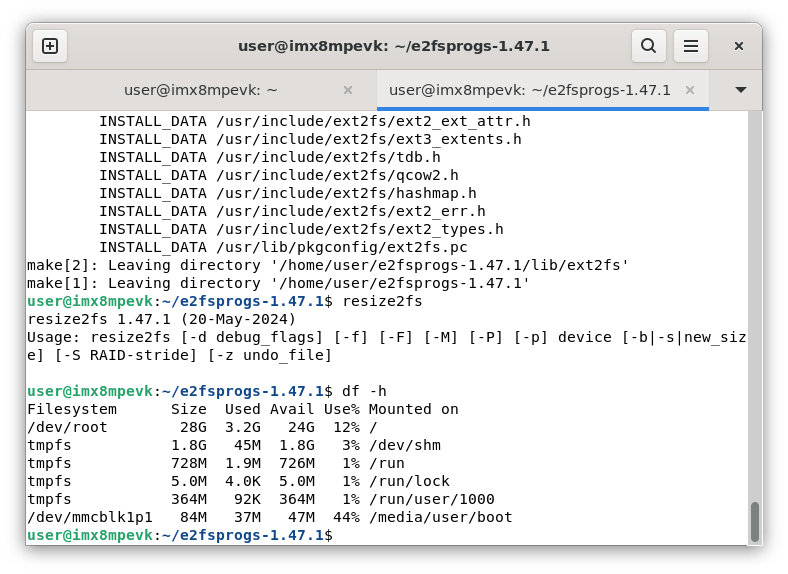 user@imx8mpevk: ~/e2fsprogs-1.47.1
user@imx8mpevk: ~
user@imx8mpevk: ~/e2fsprogs-1.47.1
        INSTALL_DATA /usr/include/ext2fs/ext2_ext_attr.h
        INSTALL_DATA /usr/include/ext2fs/ext3_extents.h
        INSTALL_DATA /usr/include/ext2fs/tdb.h
        INSTALL_DATA /usr/include/ext2fs/qcow2.h
        INSTALL_DATA /usr/include/ext2fs/hashmap.h
        INSTALL_DATA /usr/include/ext2fs/ext2_err.h
        INSTALL_DATA /usr/include/ext2fs/ext2_types.h
        INSTALL_DATA /usr/lib/pkgconfig/ext2fs.pc
make[2]: Leaving directory '/home/user/e2fsprogs-1.47.1/lib/ext2fs'
make[1]: Leaving directory '/home/user/e2fsprogs-1.47.1'
user@imx8mpevk:~/e2fsprogs-1.47.1$ resize2fs
resize2fs 1.47.1 (20-May-2024)
Usage: resize2fs [-d debug_flags] [-f] [-F] [-M] [-P] [-p] device [-b|-s|new_siz
e] [-S RAID-stride] [-z undo_file]

user@imx8mpevk:~/e2fsprogs-1.47.1$ df -h
Filesystem      Size  Used Avail Use% Mounted on
/dev/root        28G  3.2G   24G  12% /
tmpfs           1.8G   45M  1.8G   3% /dev/shm
tmpfs           728M  1.9M  726M   1% /run
tmpfs           5.0M  4.0K  5.0M   1% /run/lock
tmpfs           364M   92K  364M   1% /run/user/1000
/dev/mmcblk1p1   84M   37M   47M  44% /media/user/boot
user@imx8mpevk:~/e2fsprogs-1.47.1$